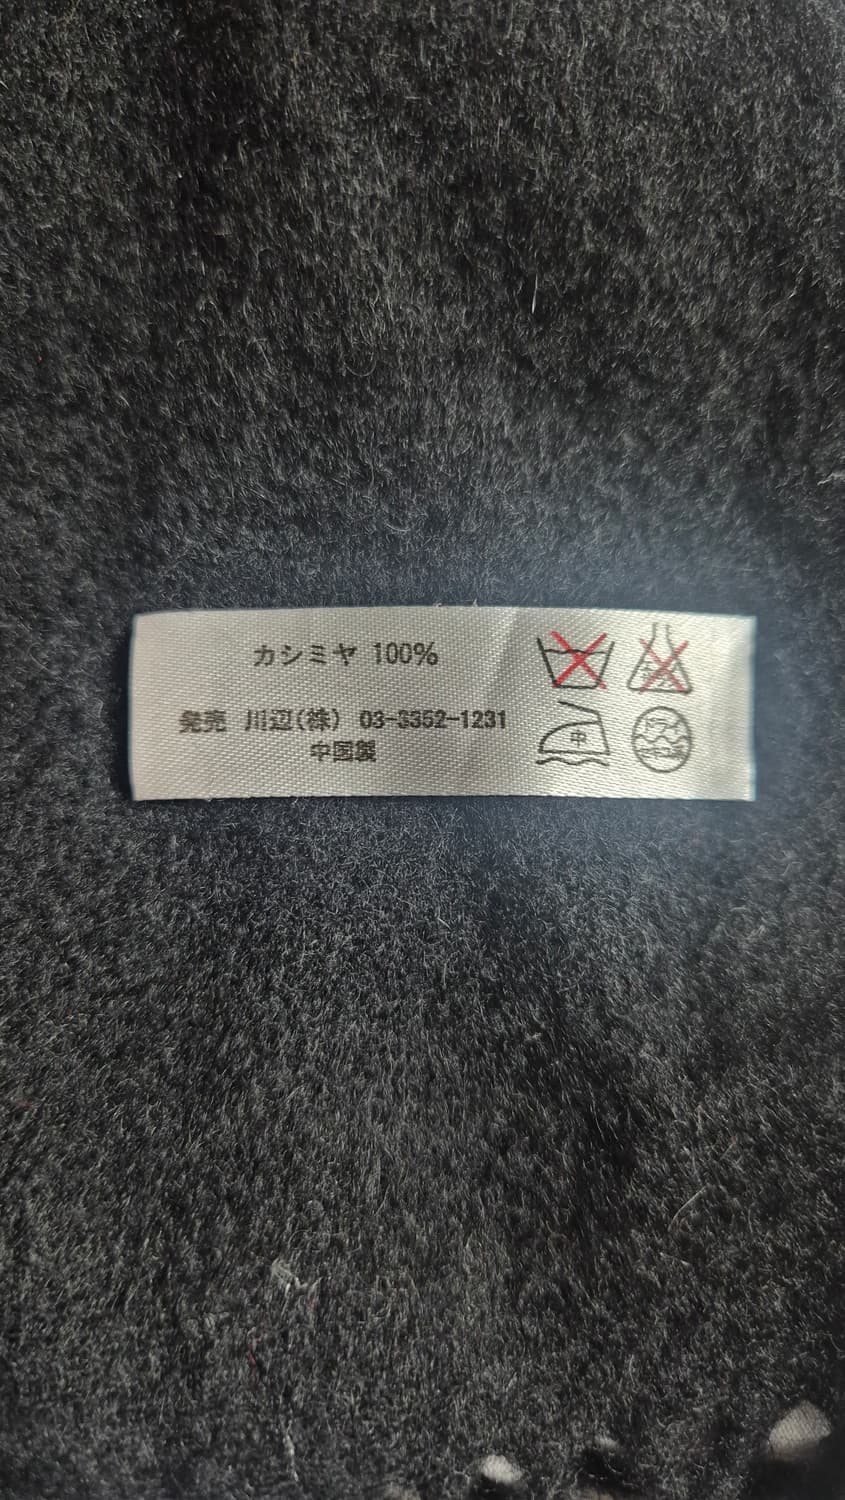 カシミヤ 100%
発売 川辺(株) 03-3352-1231
中国製
中